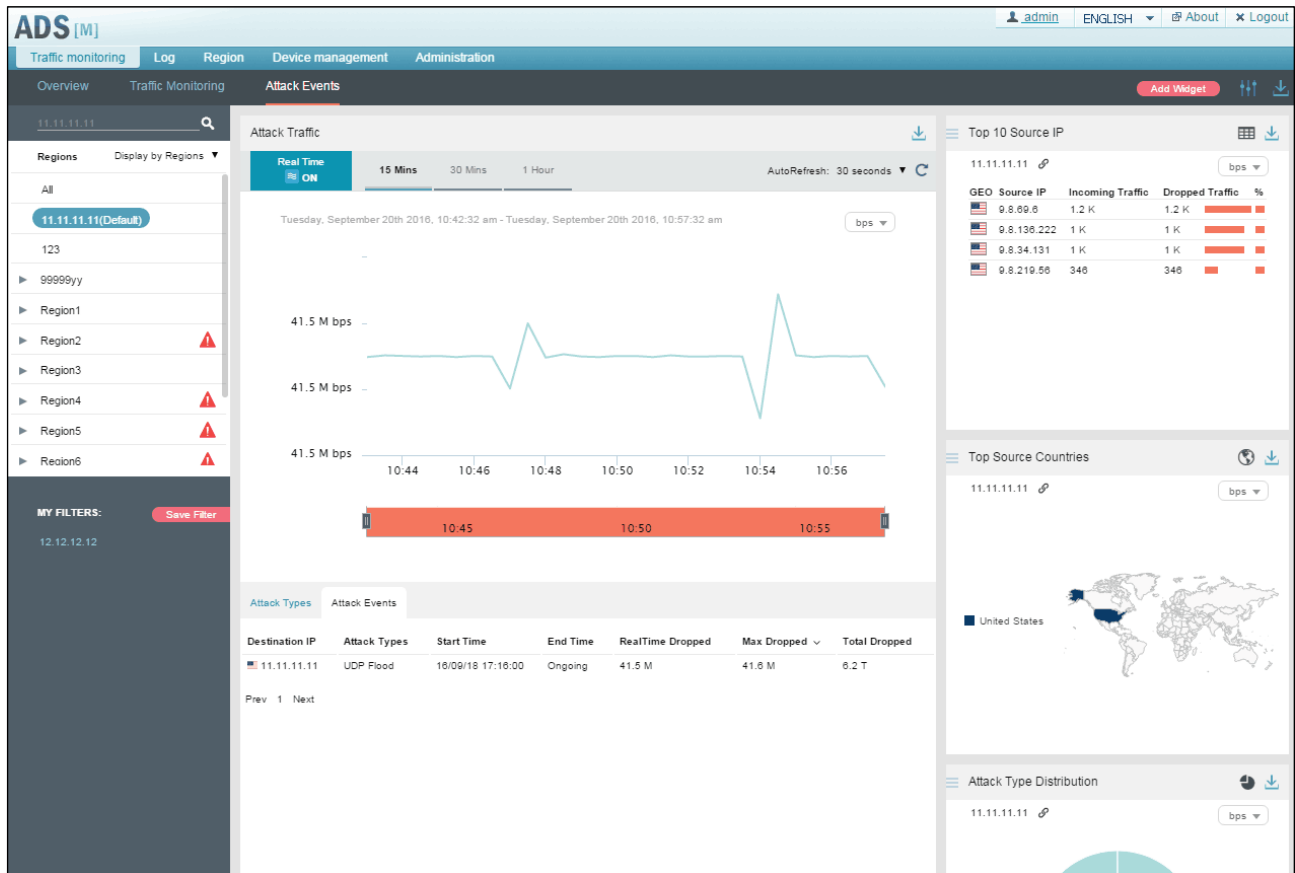 ADS [M]
admin
ENGLISH
About
Logout
Traffic monitoring
Log
Region
Device management
Administration
Overview
Traffic Monitoring
Attack Events
Add Widget
11.11.11.11
Regions
Display by Regions
All
11.11.11.11(Default)
123
99999yy
Region1
Region2
Region3
Region4
Region5
Region6
MY FILTERS:
Save Filter
12.12.12.12
Attack Traffic
Real Time
ON
15 Mins
30 Mins
1 Hour
AutoRefresh: 30 seconds
Tuesday, September 20th 2016, 10:42:32 am - Tuesday, September 20th 2016, 10:57:32 am
bps
41.5 M bps
41.5 M bps
41.5 M bps
10:44 10:46 10:48 10:50 10:52 10:54 10:56
10:45 10:50 10:55
Attack Types
Attack Events
Destination IP Attack Types Start Time End Time RealTime Dropped Max Dropped Total Dropped
11.11.11.11 UDP Flood 16/09/18 17:16:00 Ongoing 41.5 M 41.6 M 6.2 T
Prev 1 Next
Top 10 Source IP
11.11.11.11
bps
GEO Source IP Incoming Traffic Dropped Traffic %
9.8.69.6 1.2 K 1.2 K
9.8.136.222 1 K 1 K
9.8.34.131 1 K 1 K
9.8.219.56 346 346
Top Source Countries
11.11.11.11
bps
United States
Attack Type Distribution
11.11.11.11
bps